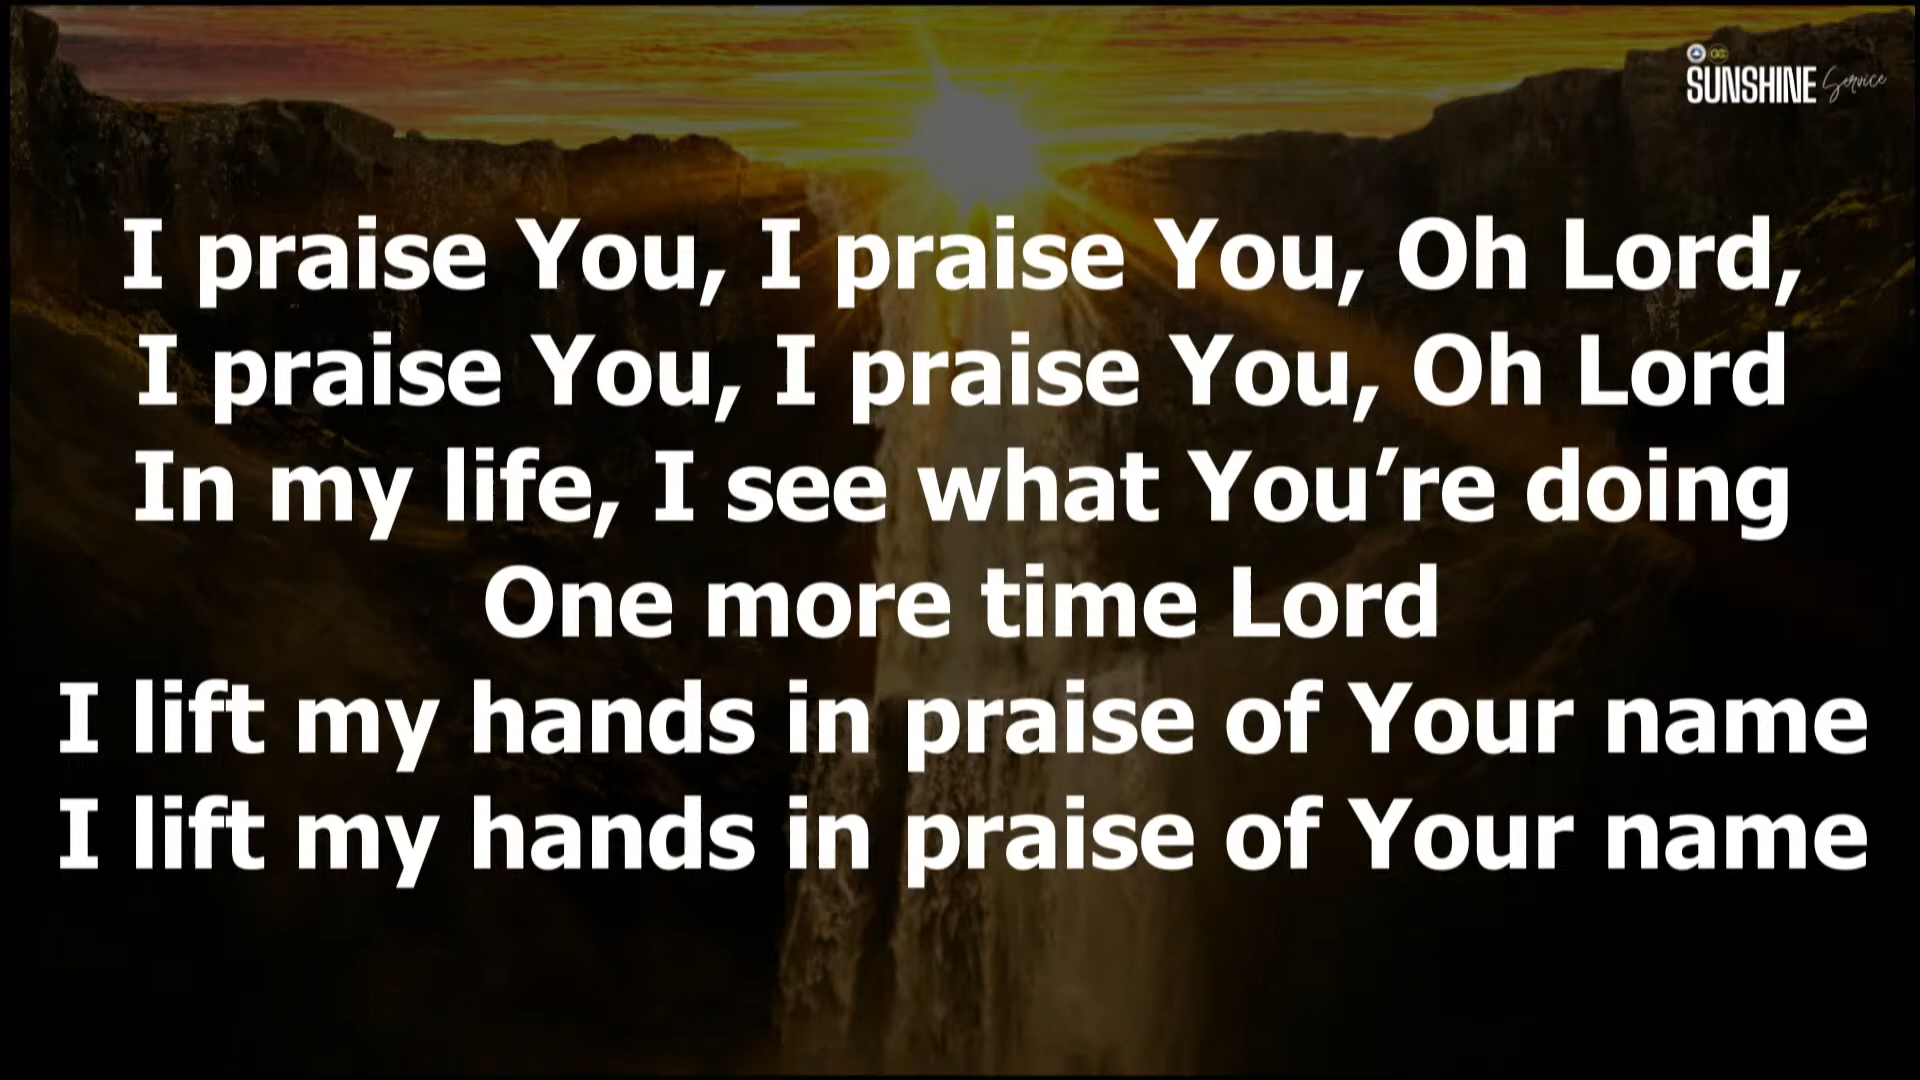 SUNSHINE Service
I praise You, I praise You, Oh Lord,
I praise You, I praise You, Oh Lord
In my life, I see what You’re doing
One more time Lord
I lift my hands in praise of Your name
I lift my hands in praise of Your name